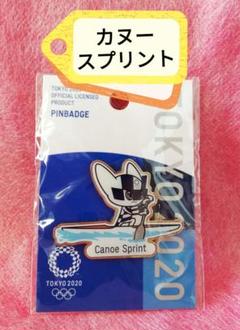 カヌー
スプリント
TOKYO 2020
OFFICIAL LICENSED
PRODUCT
PINBADGE
TOKYO 2020
Canoe Sprint
TOKYO 2020